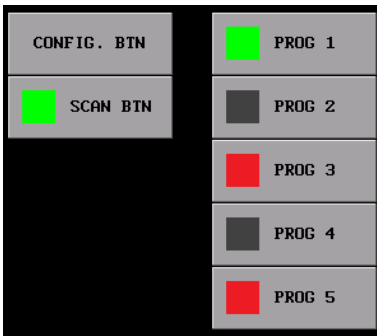 CONFIG. BTN
SCAN BTN
PROG 1
PROG 2
PROG 3
PROG 4
PROG 5